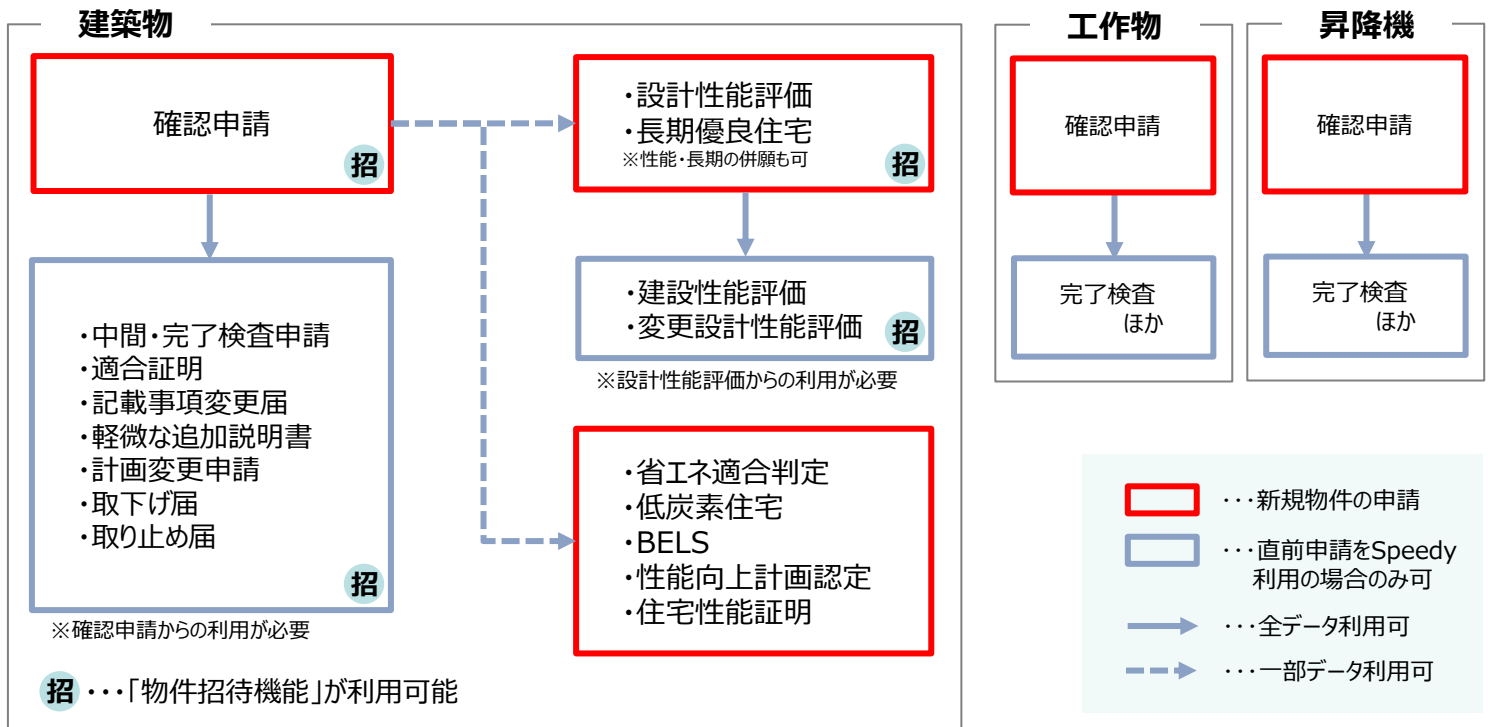 建築物
確認申請
招
・設計性能評価
・長期優良住宅
※性能・長期の併願も可
招
・中間・完了検査申請
・適合証明
・記載事項変更届
・軽微な追加説明書
・計画変更申請
・取下げ届
・取り止め届
招
※確認申請からの利用が必要
・建設性能評価
・変更設計性能評価
招
※設計性能評価からの利用が必要
・省エネ適合判定
・低炭素住宅
・BELS
・性能向上計画認定
・住宅性能証明
招・・・「物件招待機能」が利用可能
工作物
確認申請
完了検査
ほか
昇降機
確認申請
完了検査
ほか
・・・新規物件の申請
・・・直前申請をSpeedy
利用の場合のみ可
・・・全データ利用可
・・・一部データ利用可